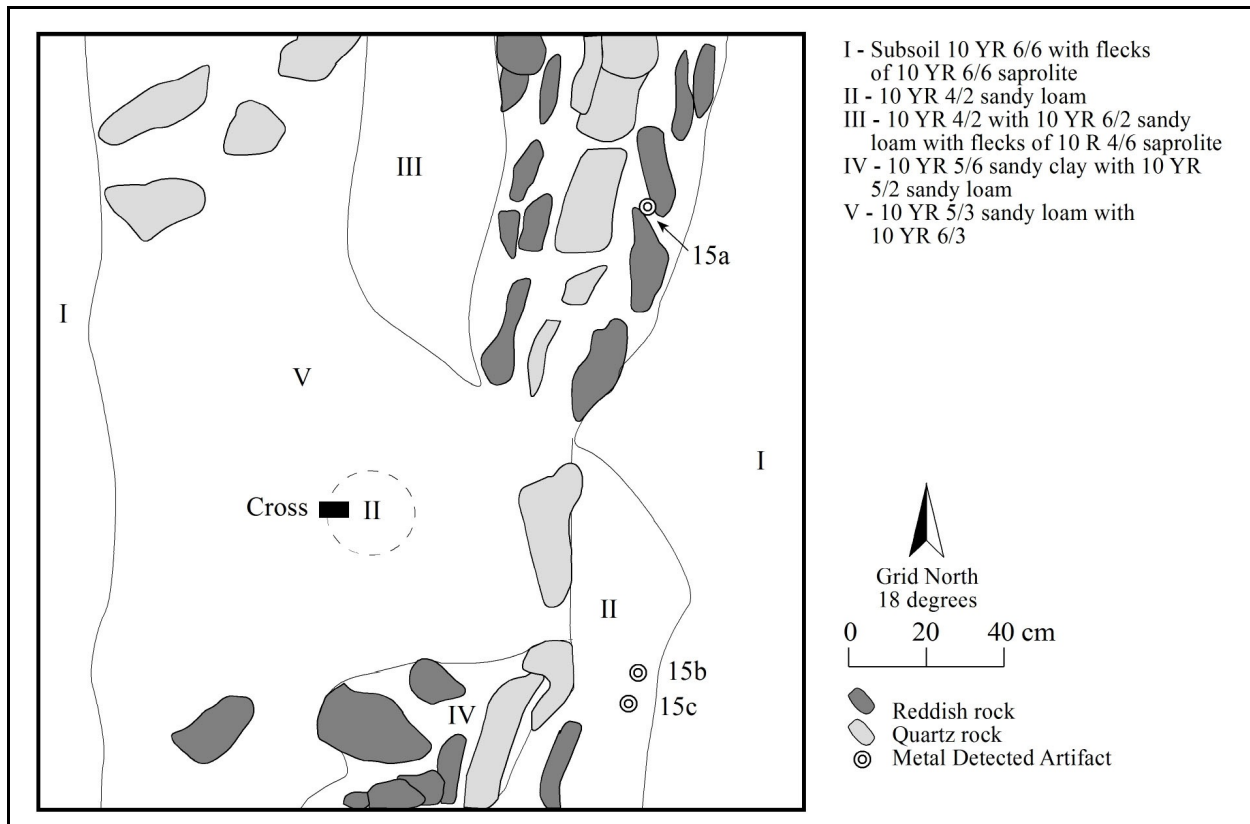 I - Subsoil 10 YR 6/6 with flecks
of 10 YR 6/6 saprolite
II - 10 YR 4/2 sandy loam
III - 10 YR 4/2 with 10 YR 6/2 sandy
loam with flecks of 10 R 4/6 saprolite
IV - 10 YR 5/6 sandy clay with 10 YR
5/2 sandy loam
V - 10 YR 5/3 sandy loam with
10 YR 6/3
III
15a
I
V
I
Cross
II
II
15b
15c
IV
Grid North
18 degrees
0 20 40 cm
Reddish rock
Quartz rock
Metal Detected Artifact